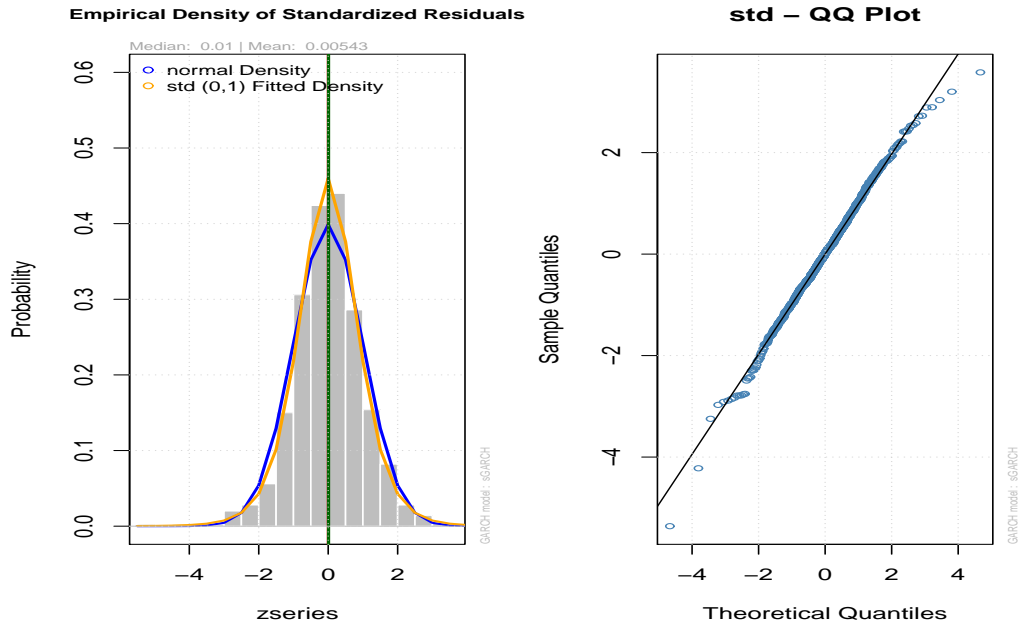 Empirical Density of Standardized Residuals
Median: 0.01 | Mean: 0.00543
normal Density
std (0,1) Fitted Density
0.6
0.5
0.4
0.3
0.2
0.1
0.0
Probability
−4 −2 0 2
zseries
GARCH model : sGARCH
std − QQ Plot
2
0
−2
−4
Sample Quantiles
−4 −2 0 2 4
Theoretical Quantiles
GARCH model : sGARCH